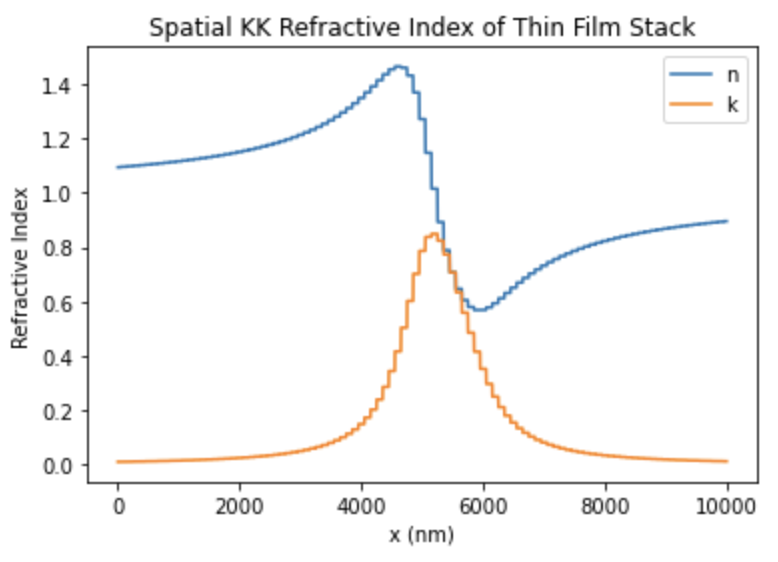 Spatial KK Refractive Index of Thin Film Stack
n
k
1.4
1.2
1.0
0.8
0.6
0.4
0.2
0.0
Refractive Index
0 2000 4000 6000 8000 10000
x (nm)